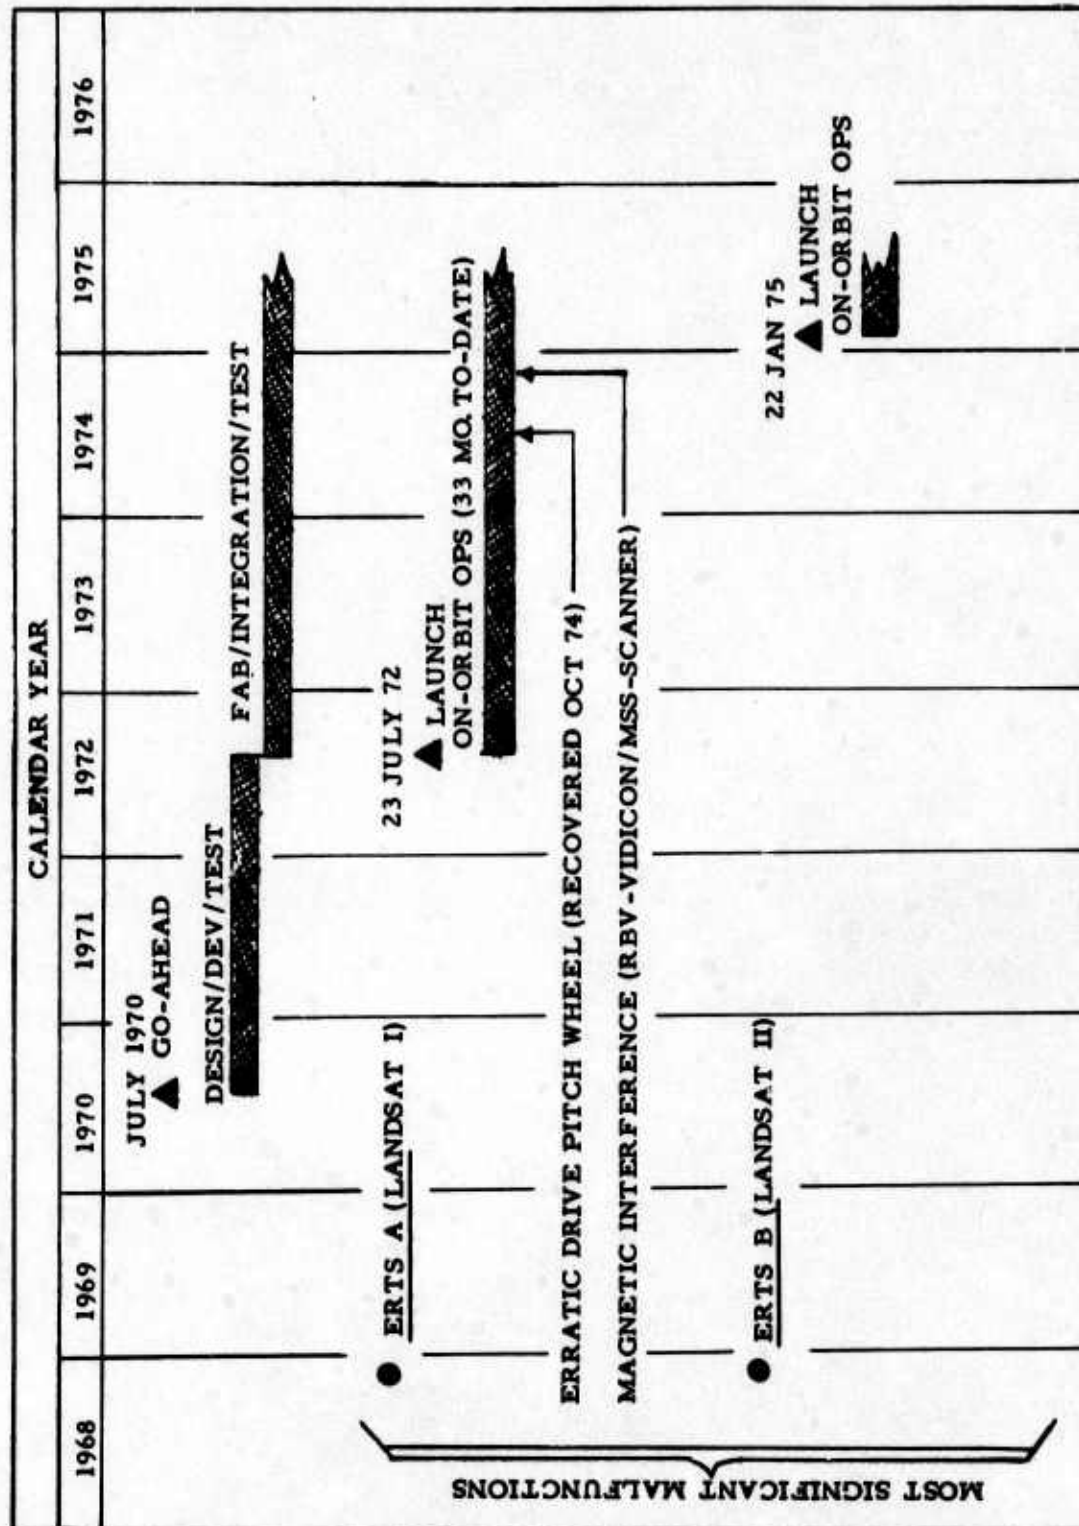 CALENDAR YEAR
1968 1969 1970 1971 1972 1973 1974 1975 1976
JULY 1970
GO-AHEAD
DESIGN/DEV/TEST
FAB/INTEGRATION/TEST
ERTS A (LANDSAT I)
23 JULY 72
LAUNCH
ON-ORBIT OPS (33 MO. TO-DATE)
ERRATIC DRIVE PITCH WHEEL (RECOVERED OCT 74)
MAGNETIC INTERFERENCE (RBV-VIDICON/MSS-SCANNER)
ERTS B (LANDSAT II)
22 JAN 75
LAUNCH
ON-ORBIT OPS
MOST SIGNIFICANT MALFUNCTIONS